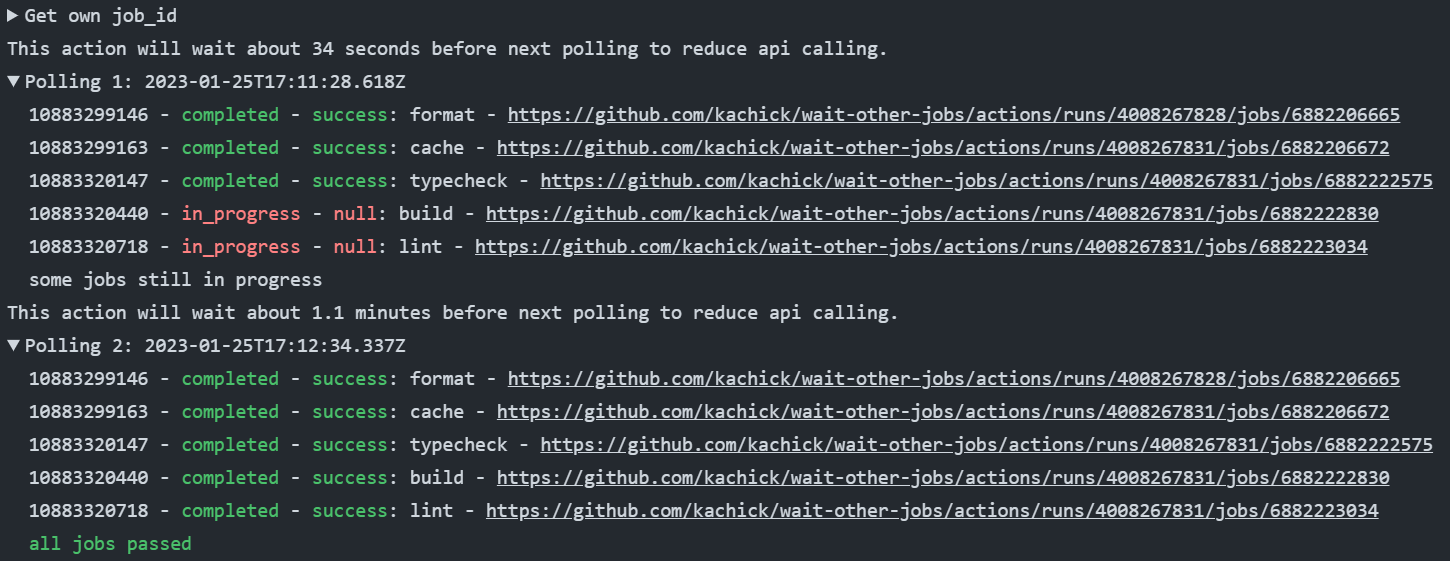 ▶ Get own job_id
This action will wait about 34 seconds before next polling to reduce api calling.
▼ Polling 1: 2023-01-25T17:11:28.618Z
10883299146 - completed - success: format - https://github.com/kachick/wait-other-jobs/actions/runs/4008267828/jobs/6882206665
10883299163 - completed - success: cache - https://github.com/kachick/wait-other-jobs/actions/runs/4008267831/jobs/6882206672
10883320147 - completed - success: typecheck - https://github.com/kachick/wait-other-jobs/actions/runs/4008267831/jobs/6882222575
10883320440 - in_progress - null: build - https://github.com/kachick/wait-other-jobs/actions/runs/4008267831/jobs/6882222830
10883320718 - in_progress - null: lint - https://github.com/kachick/wait-other-jobs/actions/runs/4008267831/jobs/6882223034
some jobs still in progress
This action will wait about 1.1 minutes before next polling to reduce api calling.
▼ Polling 2: 2023-01-25T17:12:34.337Z
10883299146 - completed - success: format - https://github.com/kachick/wait-other-jobs/actions/runs/4008267828/jobs/6882206665
10883299163 - completed - success: cache - https://github.com/kachick/wait-other-jobs/actions/runs/4008267831/jobs/6882206672
10883320147 - completed - success: typecheck - https://github.com/kachick/wait-other-jobs/actions/runs/4008267831/jobs/6882222575
10883320440 - completed - success: build - https://github.com/kachick/wait-other-jobs/actions/runs/4008267831/jobs/6882222830
10883320718 - completed - success: lint - https://github.com/kachick/wait-other-jobs/actions/runs/4008267831/jobs/6882223034
all jobs passed